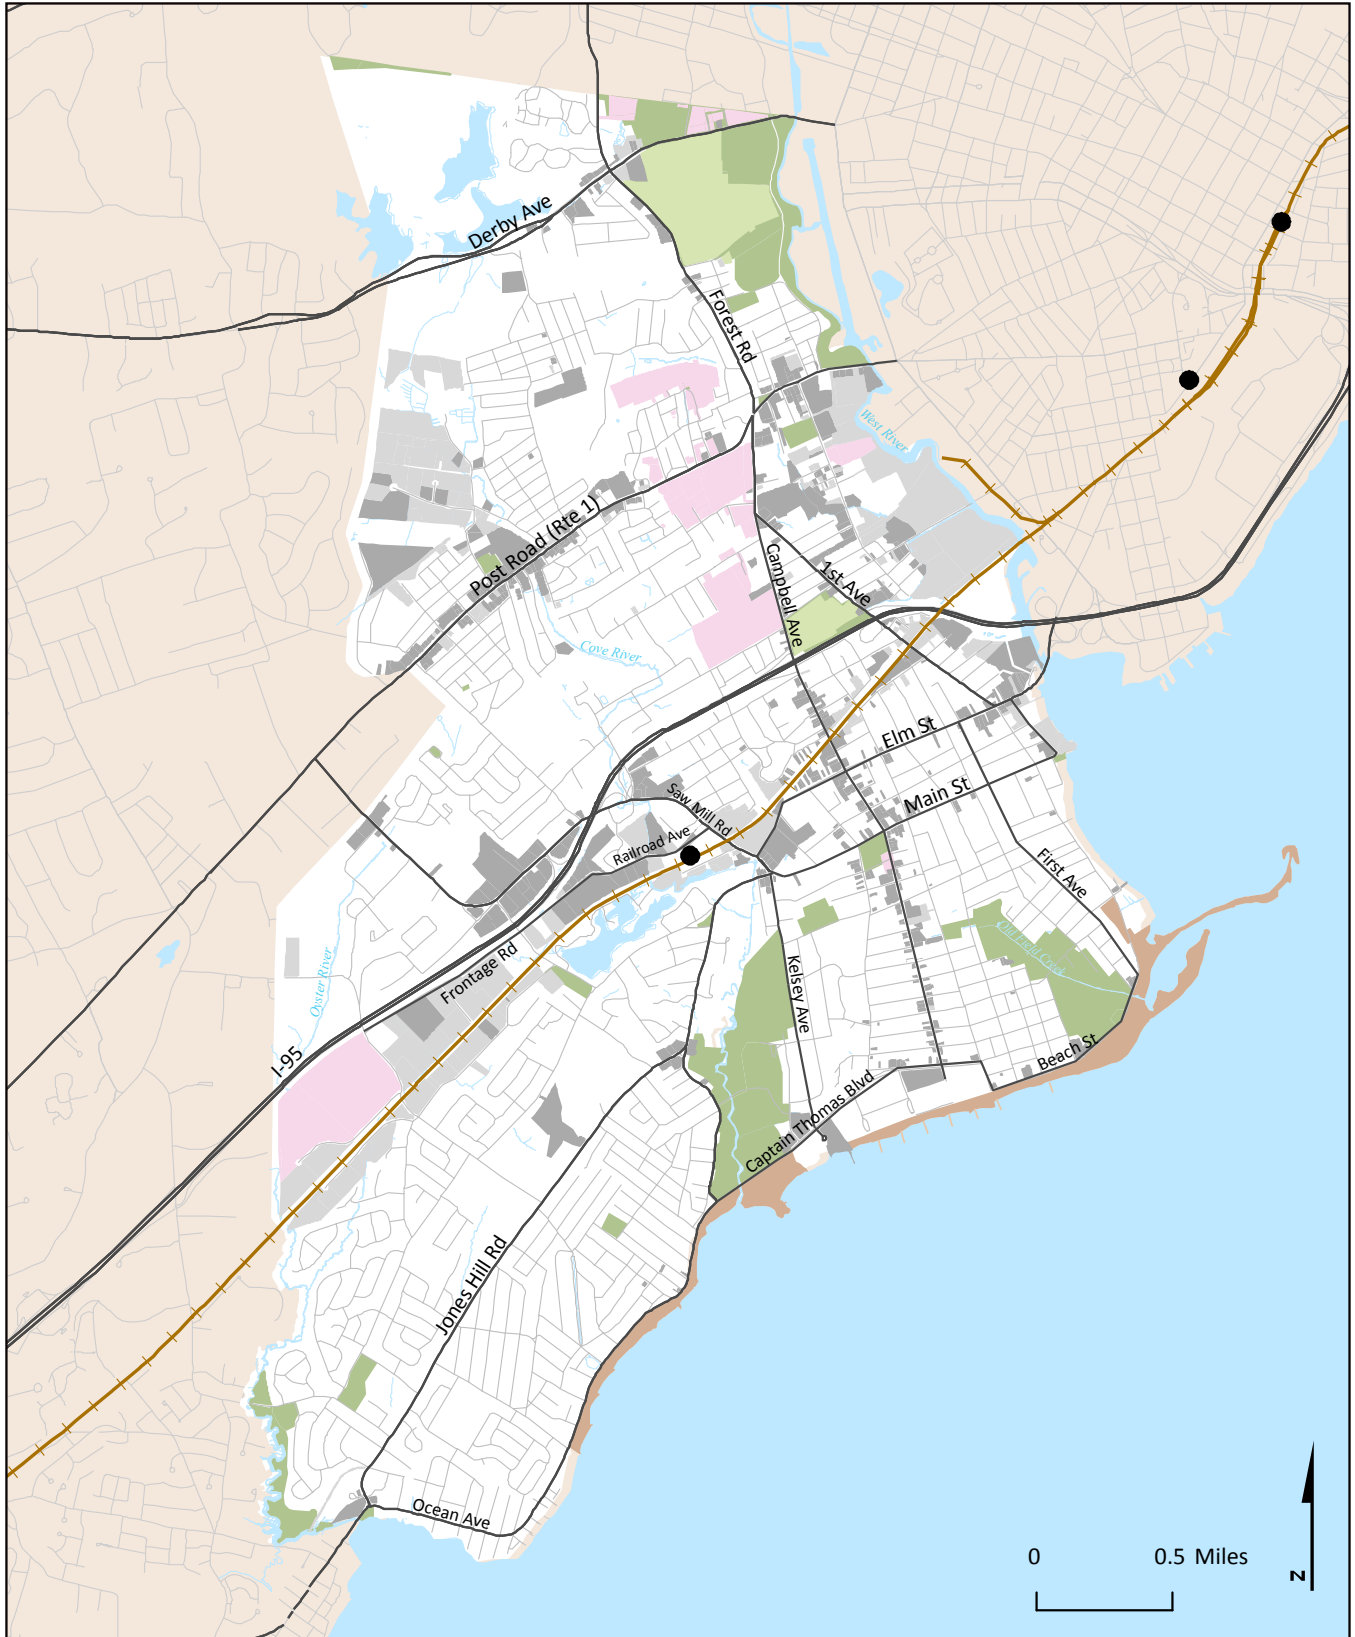 Derby Ave
Forest Rd
West River
Post Road (Rte 1)
Campbell Ave
1st Ave
Cove River
Elm St
Saw Mill Rd
Main St
Railroad Ave
First Ave
Old Field Creek
Frontage Rd
Oyster River
Kelsey Ave
I-95
Beach St
Captain Thomas Blvd
Jones Hill Rd
Ocean Ave
0 0.5 Miles
N